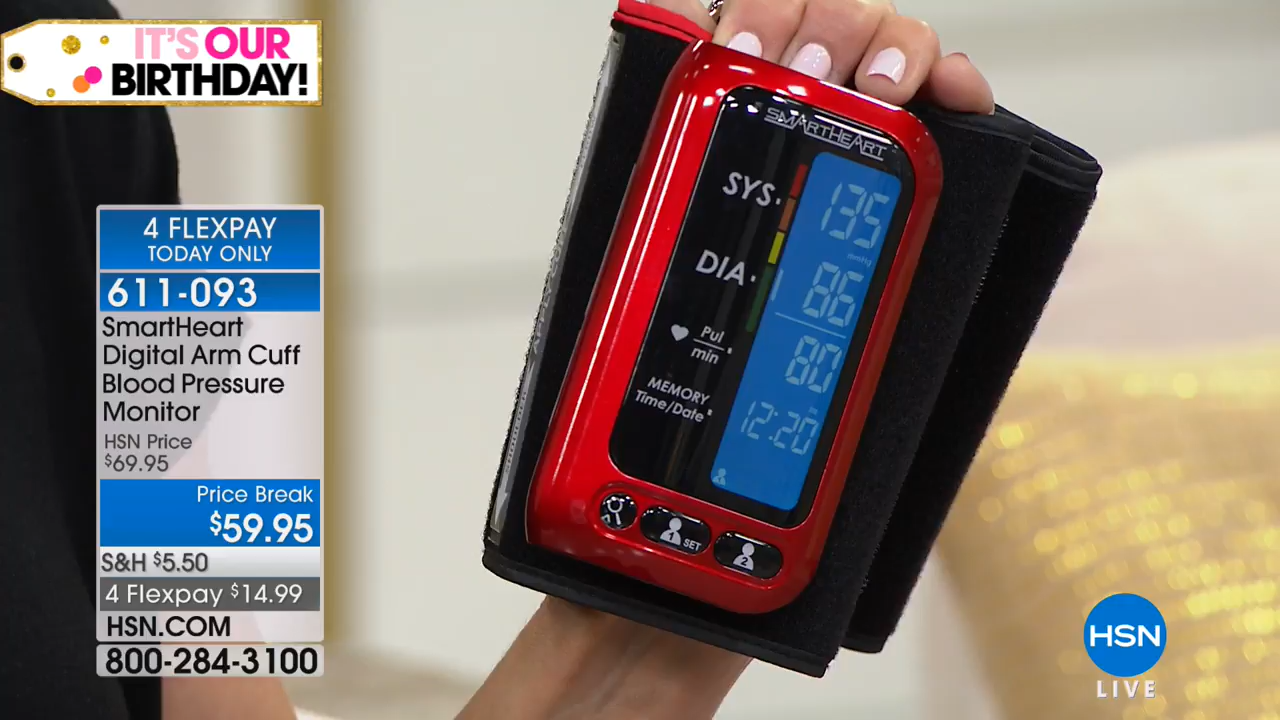 IT'S OUR
BIRTHDAY!
4 FLEXPAY
TODAY ONLY
611-093
SmartHeart
Digital Arm Cuff
Blood Pressure
Monitor
HSN Price
$69.95
Price Break
$59.95
S&H $5.50
4 Flexpay $14.99
HSN.COM
800-284-3100
SMARTHEART
SYS
135
mmHg
DIA
86
Pul
min
80
MEMORY
Time/Date
12:20
1 SET
2
HSN
LIVE